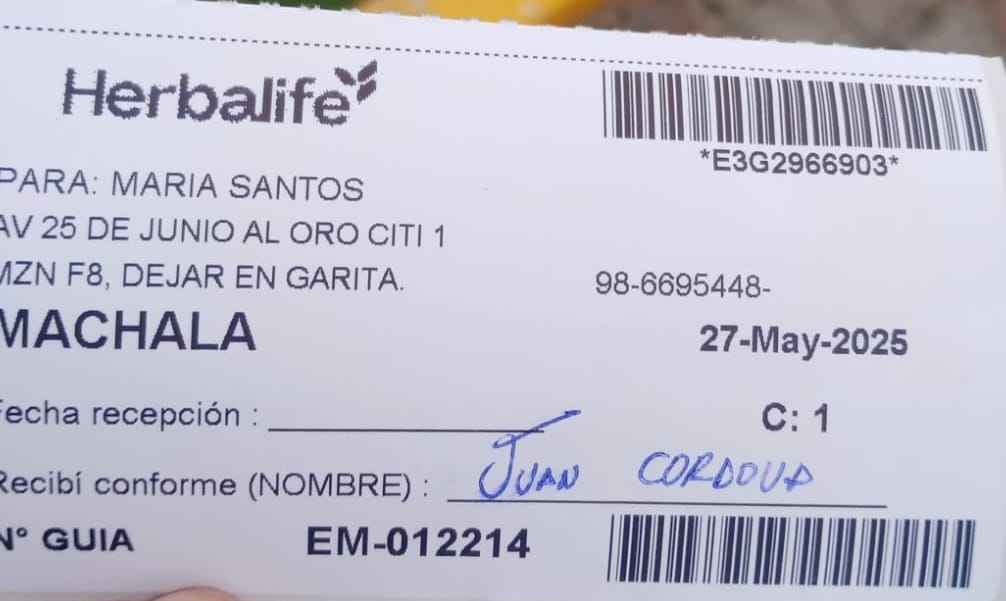 Herbalife
*E3G2966903*
PARA: MARIA SANTOS
AV 25 DE JUNIO AL ORO CITI 1
MZN F8, DEJAR EN GARITA.
98-6695448-
MACHALA
27-May-2025
Fecha recepción :
C: 1
Recibí conforme (NOMBRE) : JUAN CORDOVA
N° GUIA EM-012214